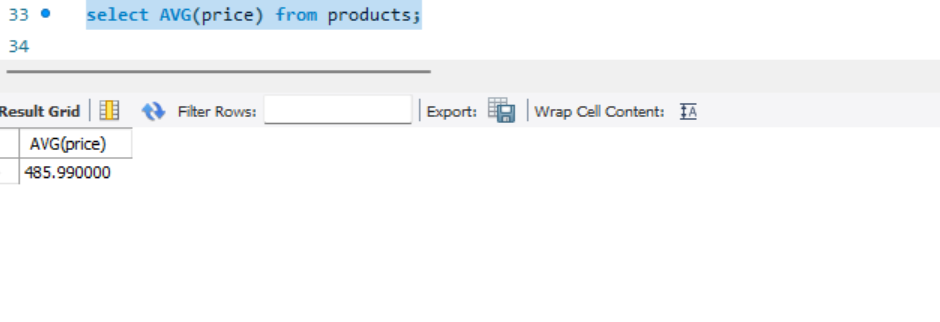 33 select AVG(price) from products;
34
Result Grid Filter Rows: Export: Wrap Cell Content:
AVG(price)
485.990000